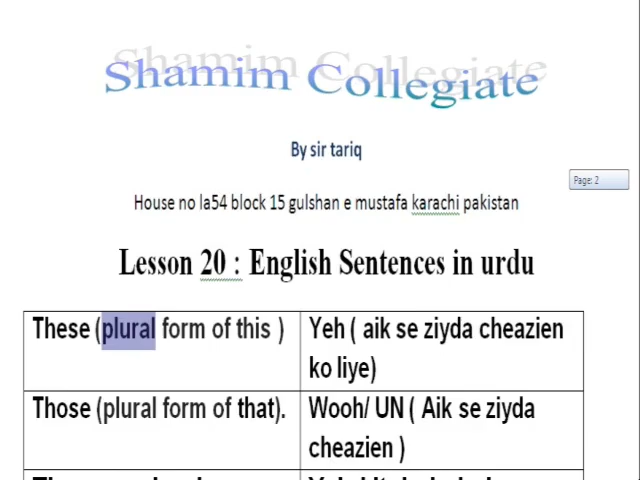 Shamim Collegiate
By sir tariq
Page: 2
House no la54 block 15 gulshan e mustafa karachi pakistan
Lesson 20 : English Sentences in urdu
These (plural form of this )
Yeh ( aik se ziyda cheazien
ko liye)
Those (plural form of that).
Wooh/ UN ( Aik se ziyda
cheazien )